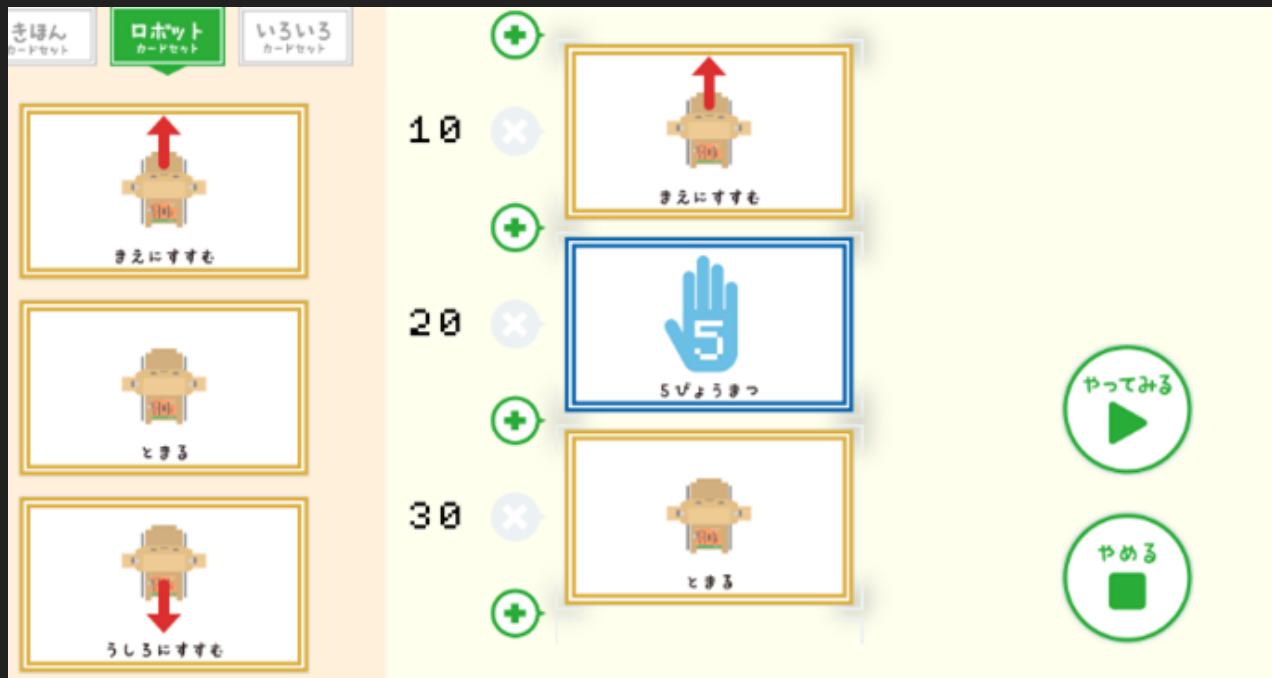 きほん
カードセット
ロボット
カードセット
いろいろ
カードセット
まえにすすむ
とまる
うしろにすすむ
10
まえにすすむ
20
5
5びょうまつ
30
とまる
やってみる
やめる